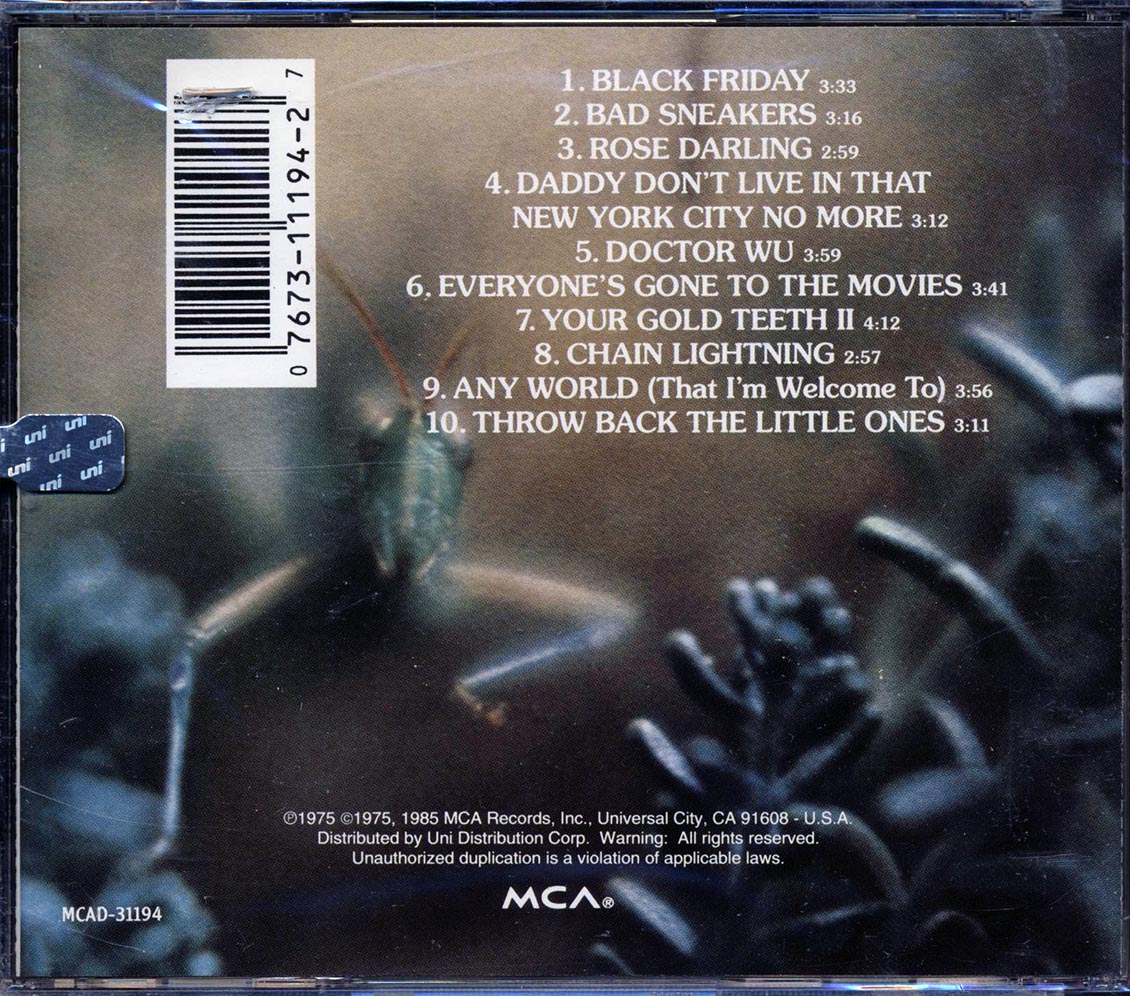 1. BLACK FRIDAY 3:33
2. BAD SNEAKERS 3:16
3. ROSE DARLING 2:59
4. DADDY DON'T LIVE IN THAT
NEW YORK CITY NO MORE 3:12
5. DOCTOR WU 3:59
6. EVERYONE'S GONE TO THE MOVIES 3:41
7. YOUR GOLD TEETH II 4:12
8. CHAIN LIGHTNING 2:57
9. ANY WORLD (That I'm Welcome To) 3:56
10. THROW BACK THE LITTLE ONES 3:11
0 7673-11194-2 7
uni uni
uni uni uni
uni uni
uni
℗1975 ©1975, 1985 MCA Records, Inc., Universal City, CA 91608 - U.S.A.
Distributed by Uni Distribution Corp. Warning: All rights reserved.
Unauthorized duplication is a violation of applicable laws.
MCA®
MCAD-31194